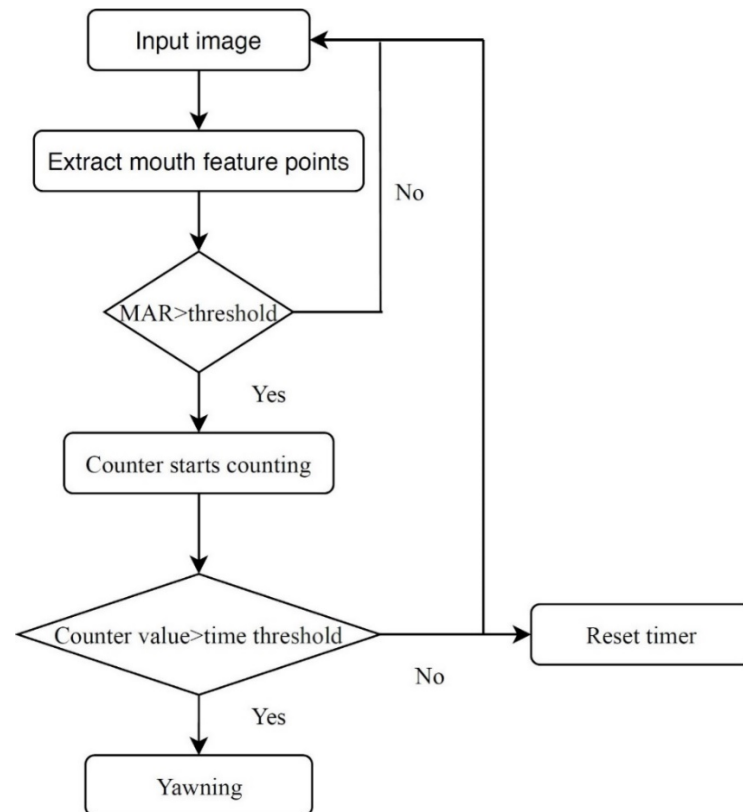 Input image
Extract mouth feature points
No
MAR>threshold
Yes
Counter starts counting
Counter value>time threshold
Reset timer
No
Yes
Yawning